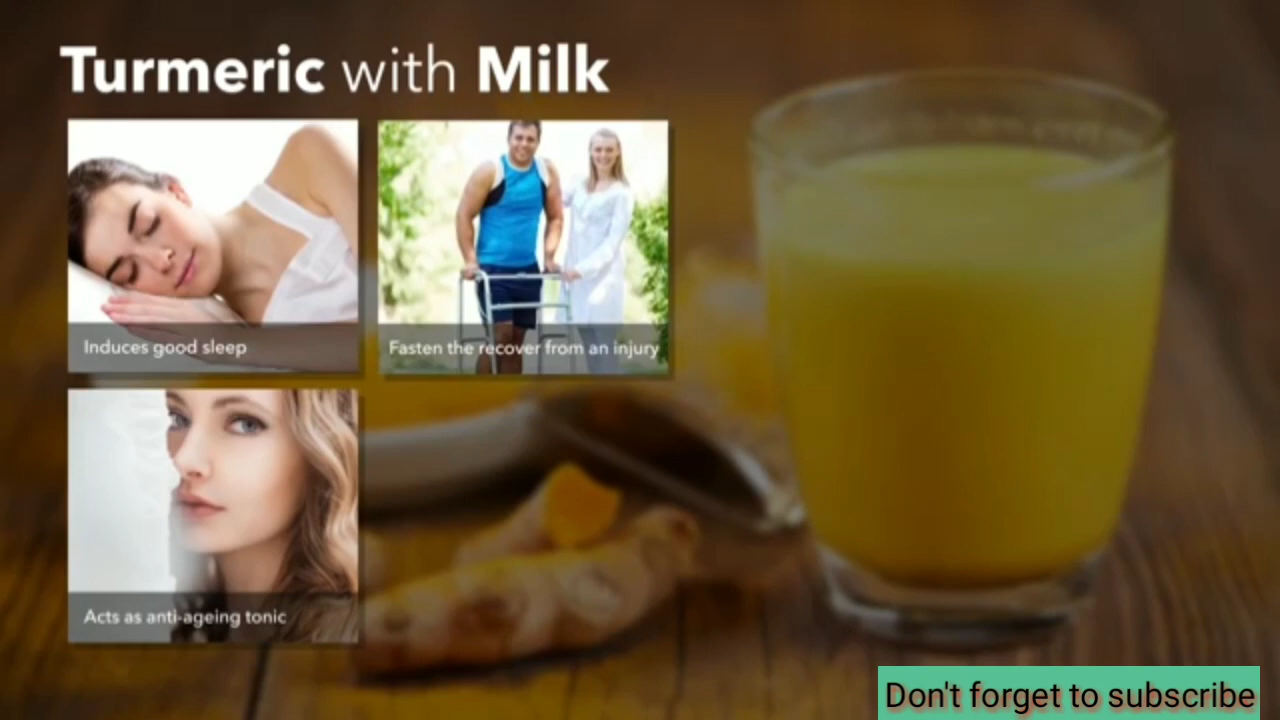 Turmeric with Milk
Induces good sleep
Fasten the recover from an injury
Acts as anti-ageing tonic
Don't forget to subscribe